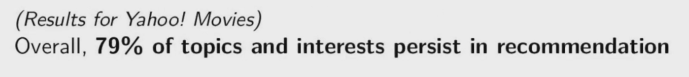 (Results for Yahoo! Movies)
Overall, 79% of topics and interests persist in recommendation